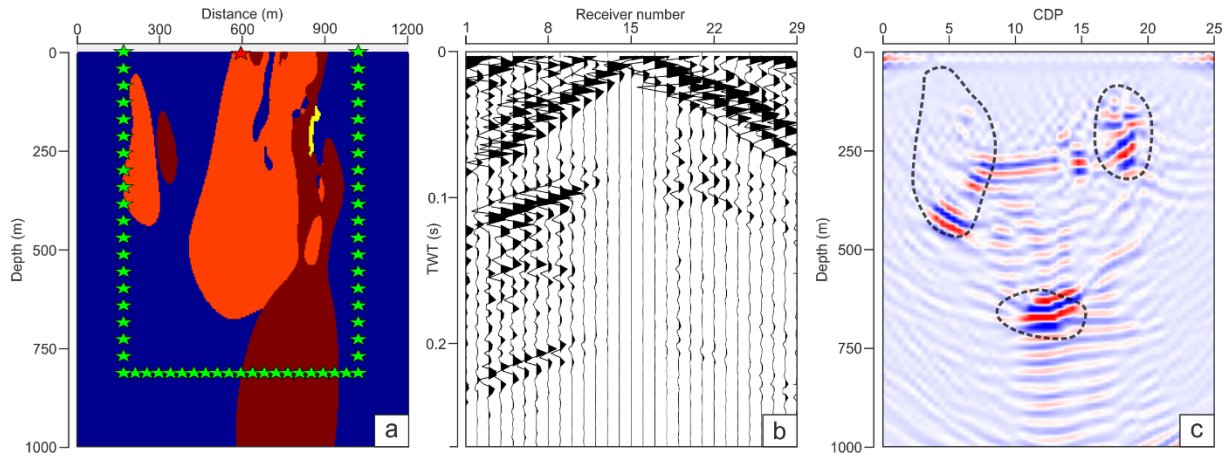 Distance (m)
0 300 600 900 1200
0
250
500
750
1000
Depth (m)
a
Receiver number
1 8 15 22 29
0
0.1
0.2
TWT (s)
b
CDP
0 5 10 15 20 25
0
250
500
750
1000
Depth (m)
c